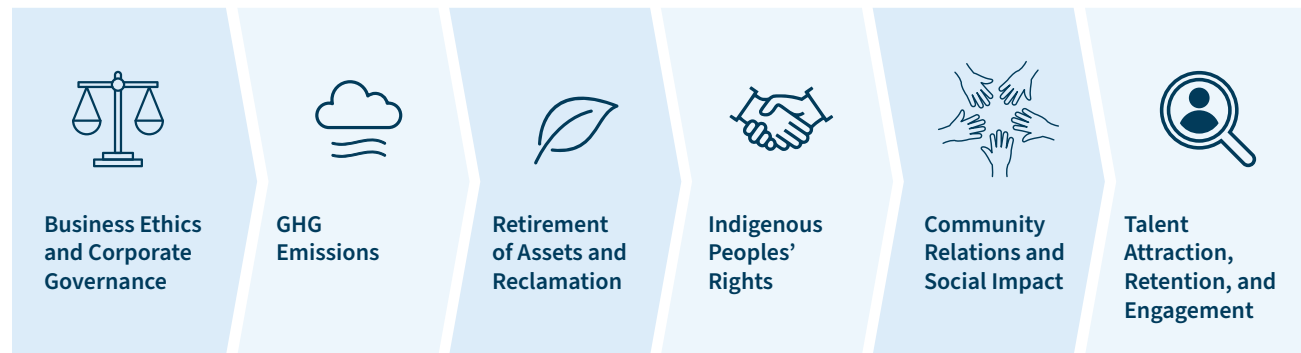 Business Ethics
and Corporate
Governance
GHG
Emissions
Retirement
of Assets and
Reclamation
Indigenous
Peoples’
Rights
Community
Relations and
Social Impact
Talent
Attraction,
Retention, and
Engagement